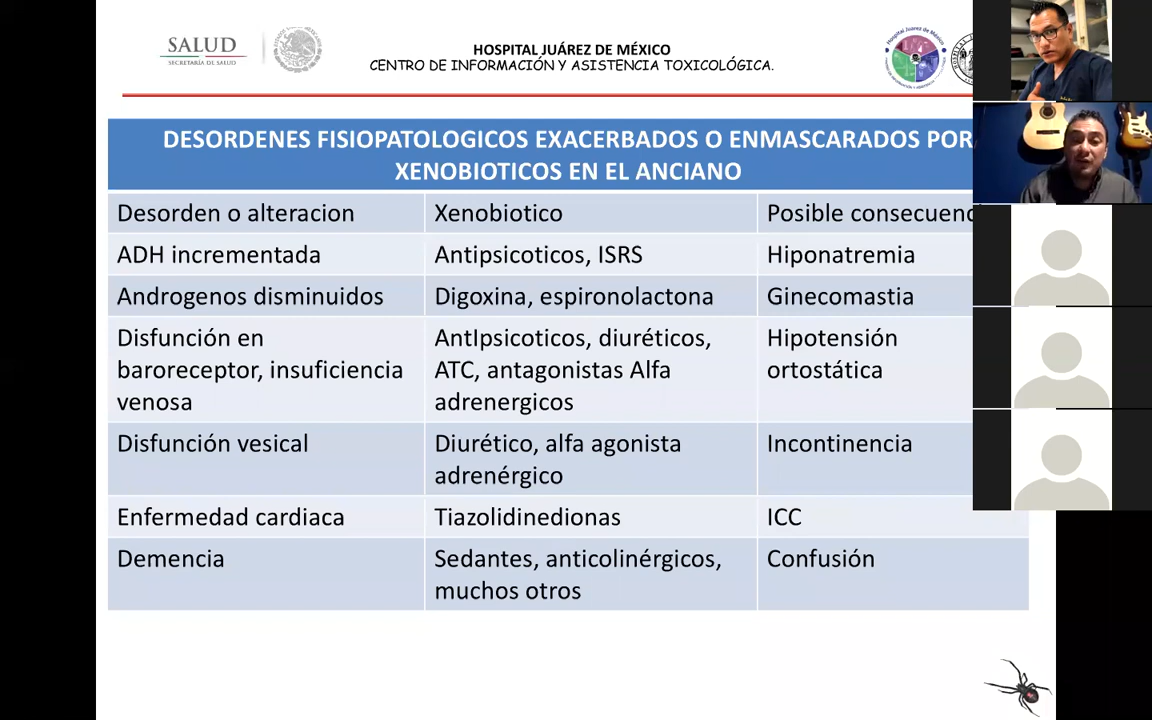 SALUD
SECRETARÍA DE SALUD
HOSPITAL JUÁREZ DE MÉXICO
CENTRO DE INFORMACIÓN Y ASISTENCIA TOXICOLÓGICA.
DESORDENES FISIOPATOLOGICOS EXACERBADOS O ENMASCARADOS POR
XENOBIOTICOS EN EL ANCIANO
Desorden o alteracion
Xenobiotico
Posible consecuenc
ADH incrementada
Antipsicoticos, ISRS
Hiponatremia
Androgenos disminuidos
Digoxina, espironolactona
Ginecomastia
Disfunción en
baroreceptor, insuficiencia
venosa
AntIpsicoticos, diuréticos,
ATC, antagonistas Alfa
adrenergicos
Hipotensión
ortostática
Disfunción vesical
Diurético, alfa agonista
adrenérgico
Incontinencia
Enfermedad cardiaca
Tiazolidinedionas
ICC
Demencia
Sedantes, anticolinérgicos,
muchos otros
Confusión